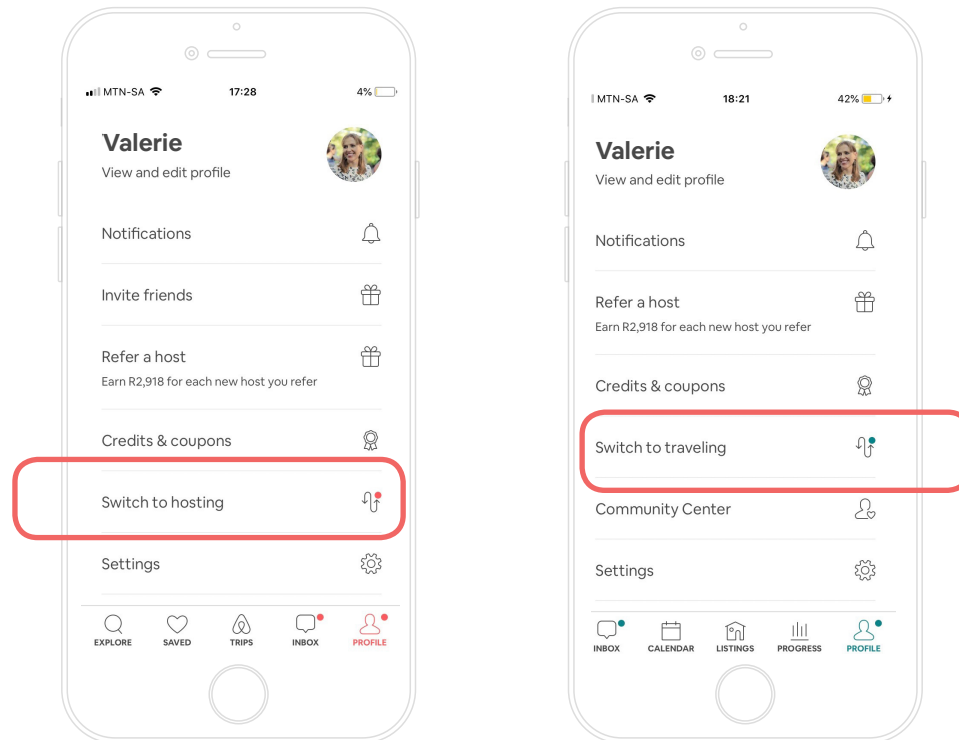 MTN-SA 17:28 4%
Valerie
View and edit profile
Notifications
Invite friends
Refer a host
Earn R2,918 for each new host you refer
Credits & coupons
Switch to hosting
Settings
EXPLORE SAVED TRIPS INBOX PROFILE
MTN-SA 18:21 42%
Valerie
View and edit profile
Notifications
Refer a host
Earn R2,918 for each new host you refer
Credits & coupons
Switch to traveling
Community Center
Settings
INBOX CALENDAR LISTINGS PROGRESS PROFILE